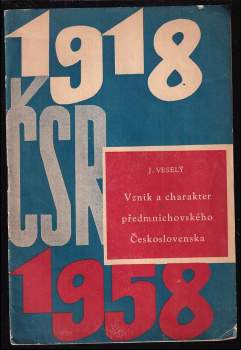 1918
ČSR
J. VESELÝ
Vznik a charakter
předmnichovského
Československa
1958